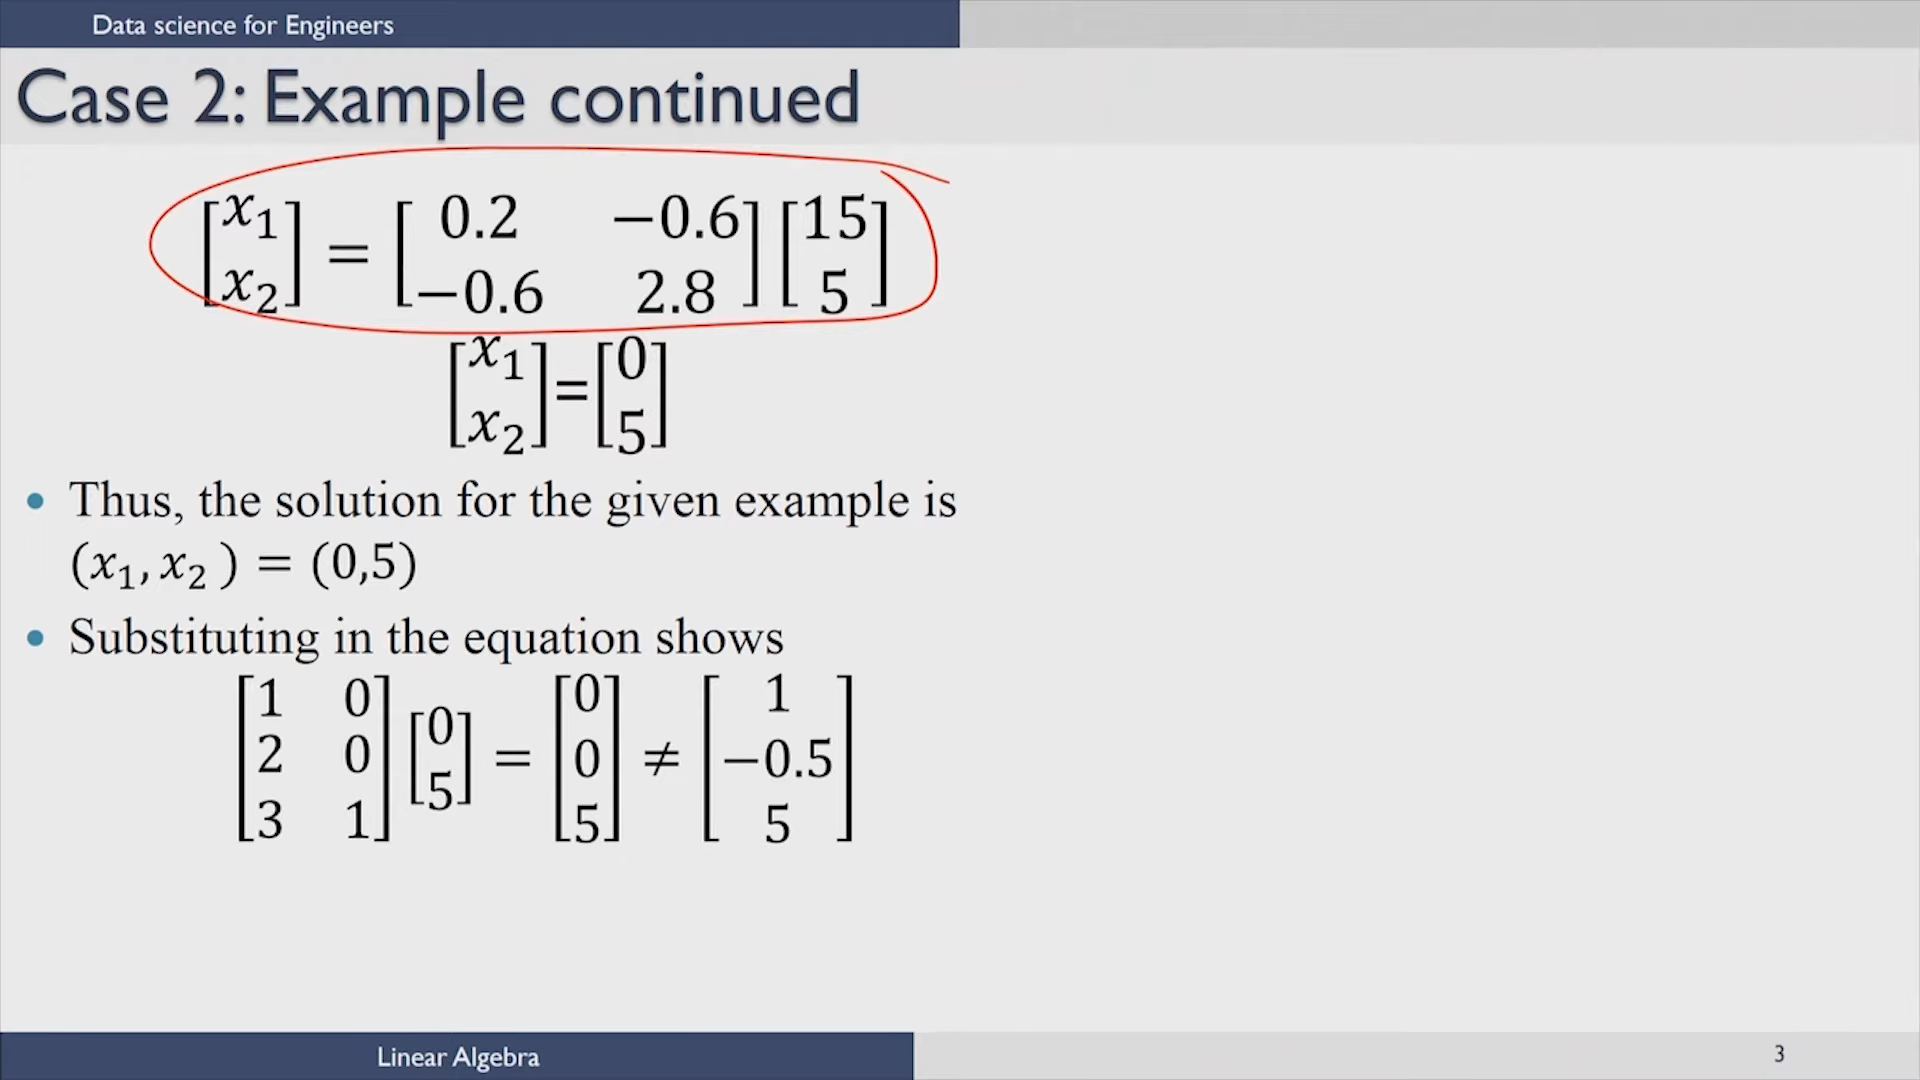 Data science for Engineers
Case 2: Example continued
[x₁; x₂] = [0.2 −0.6; −0.6 2.8] [15; 5]
[x₁; x₂]=[0; 5]
• Thus, the solution for the given example is
(x₁, x₂ ) = (0,5)
• Substituting in the equation shows
[1 0; 2 0; 3 1] [0; 5] = [0; 0; 5] ≠ [1; −0.5; 5]
Linear Algebra
3